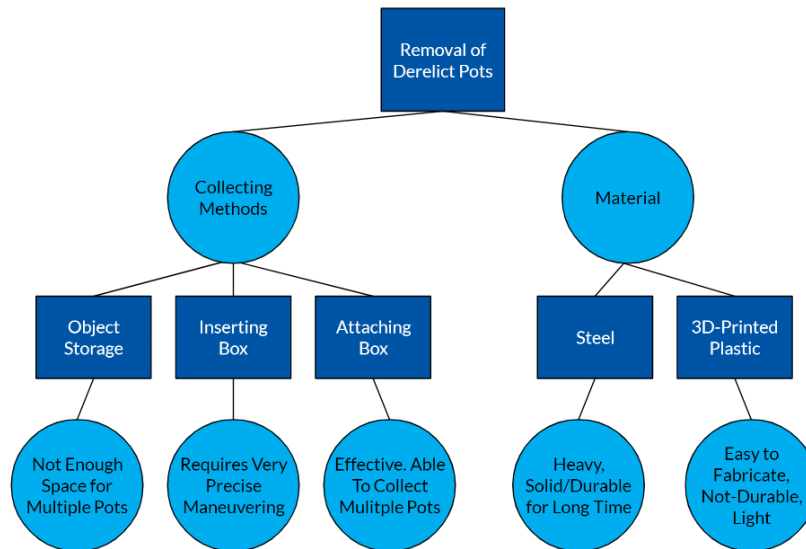 Removal of
Derelict Pots
Collecting
Methods
Material
Object
Storage
Inserting
Box
Attaching
Box
Steel
3D-Printed
Plastic
Not Enough
Space for
Multiple Pots
Requires Very
Precise
Maneuvering
Effective. Able
To Collect
Mulitple Pots
Heavy,
Solid/Durable
for Long Time
Easy to
Fabricate,
Not-Durable,
Light